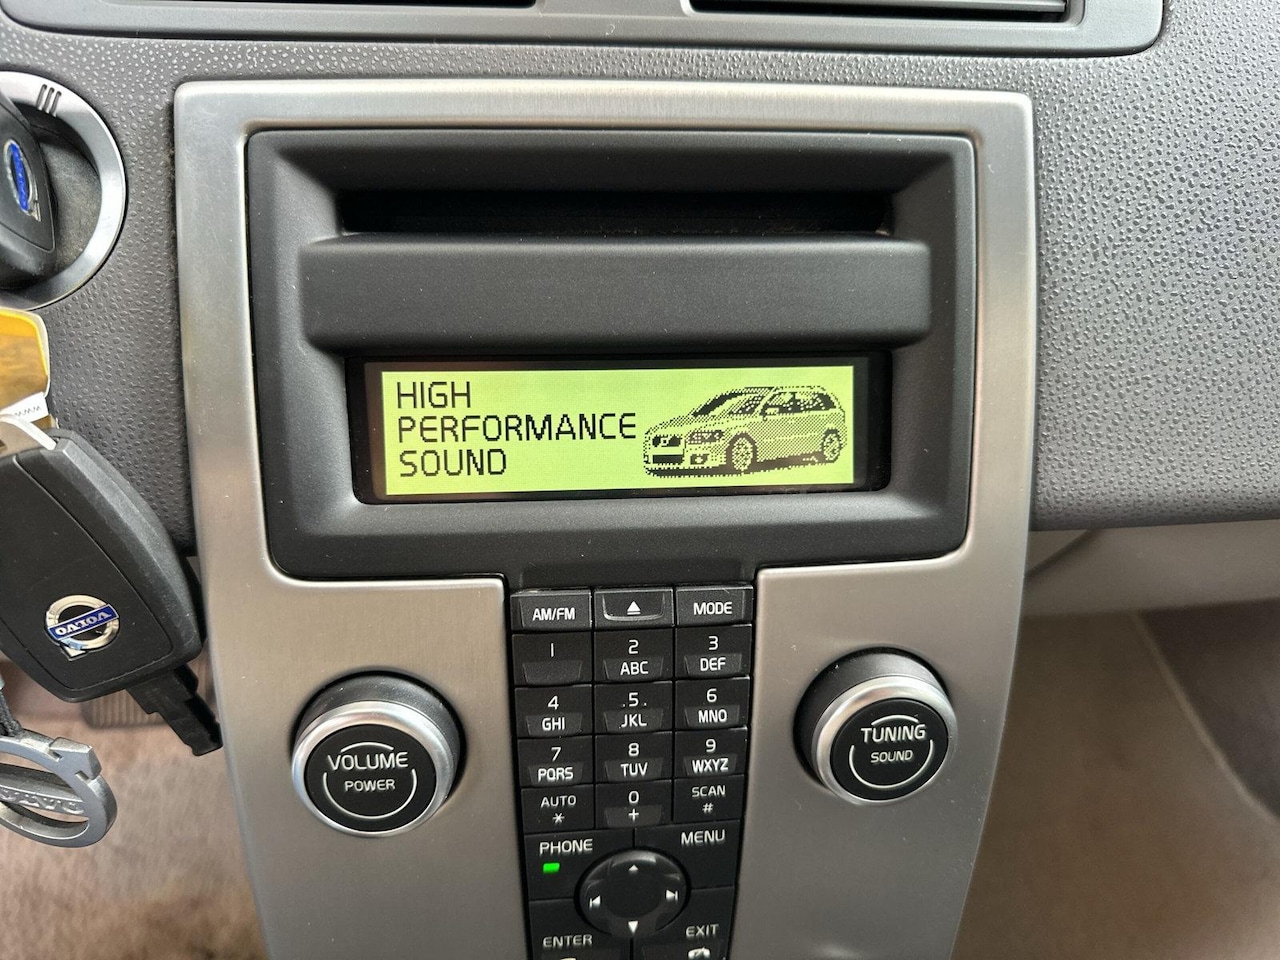 HIGH
PERFORMANCE
SOUND
VOLVO
AM/FM
MODE
1
2
ABC
3
DEF
4
GHI
.5.
JKL
6
MNO
7
PQRS
8
TUV
9
WXYZ
AUTO
*
0
+
SCAN
#
PHONE
MENU
ENTER
EXIT
VOLUME
POWER
TUNING
SOUND